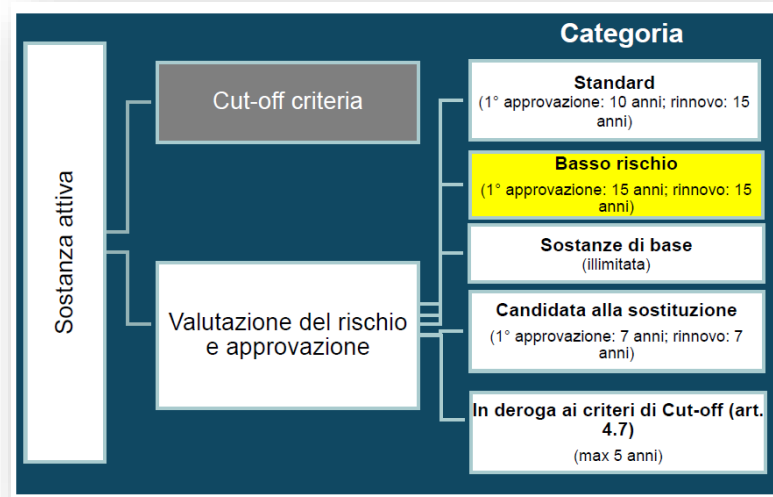 Categoria
Sostanza attiva
Cut-off criteria
Valutazione del rischio
e approvazione
Standard
(1° approvazione: 10 anni; rinnovo: 15
anni)
Basso rischio
(1° approvazione: 15 anni; rinnovo: 15
anni)
Sostanze di base
(illimitata)
Candidata alla sostituzione
(1° approvazione: 7 anni; rinnovo: 7
anni)
In deroga ai criteri di Cut-off (art.
4.7)
(max 5 anni)